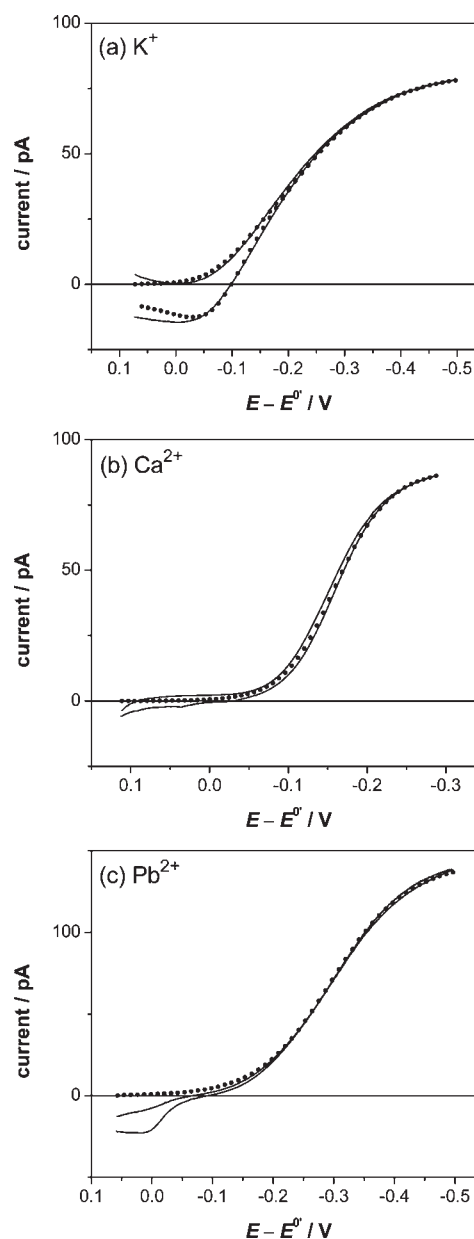 (a) K⁺
100
50
0
current / pA
0.1 0.0 -0.1 -0.2 -0.3 -0.4 -0.5
E – E⁰' / V
(b) Ca²⁺
100
50
0
current / pA
0.1 0.0 -0.1 -0.2 -0.3
E – E⁰' / V
(c) Pb²⁺
100
0
current / pA
0.1 0.0 -0.1 -0.2 -0.3 -0.4 -0.5
E – E⁰' / V